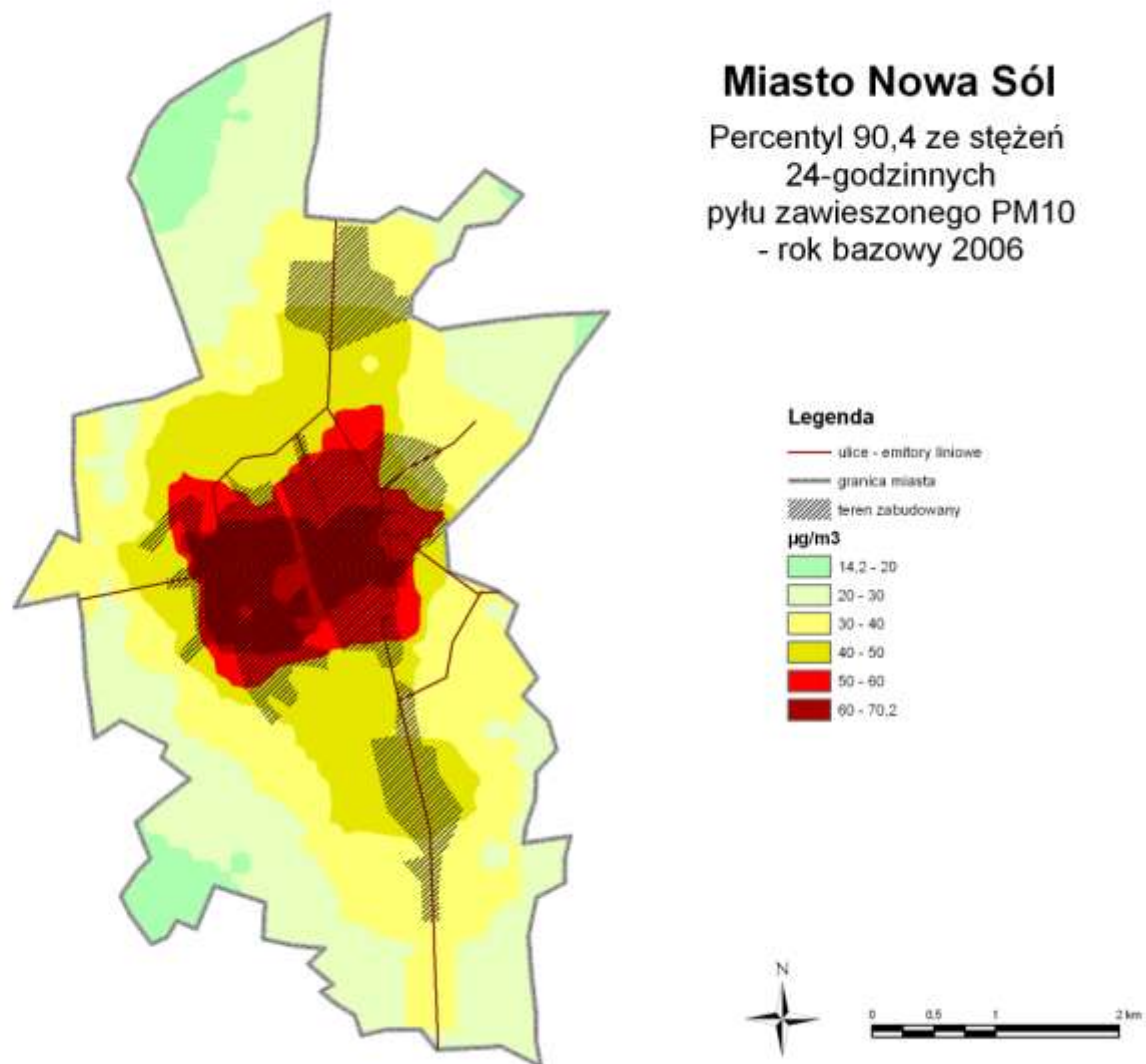 Miasto Nowa Sól
Percentyl 90,4 ze stężeń
24-godzinnych
pyłu zawieszonego PM10
- rok bazowy 2006
Legenda
ulice - emitory liniowe
granica miasta
teren zabudowany
µg/m3
14,2 - 20
20 - 30
30 - 40
40 - 50
50 - 60
60 - 70,2
N
0 0,5 1 2 km